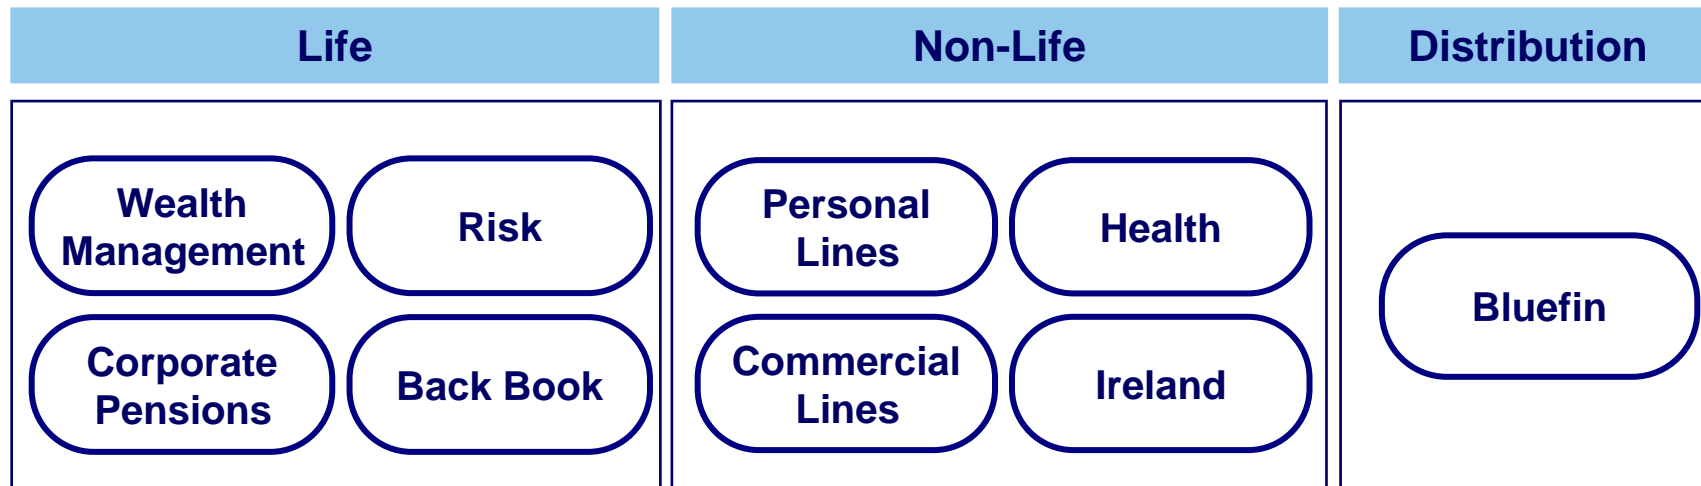 Life
Non-Life
Distribution
Wealth
Management
Risk
Corporate
Pensions
Back Book
Personal
Lines
Health
Commercial
Lines
Ireland
Bluefin